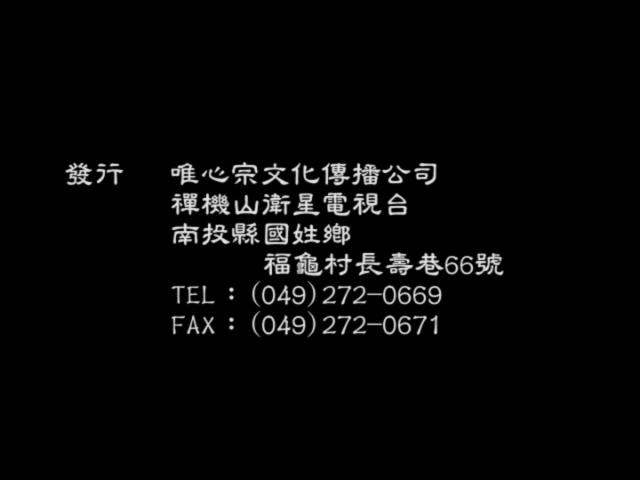 發行 唯心宗文化傳播公司
禪機山衛星電視台
南投縣國姓鄉
福龜村長壽巷66號
TEL：(049)272-0669
FAX：(049)272-0671